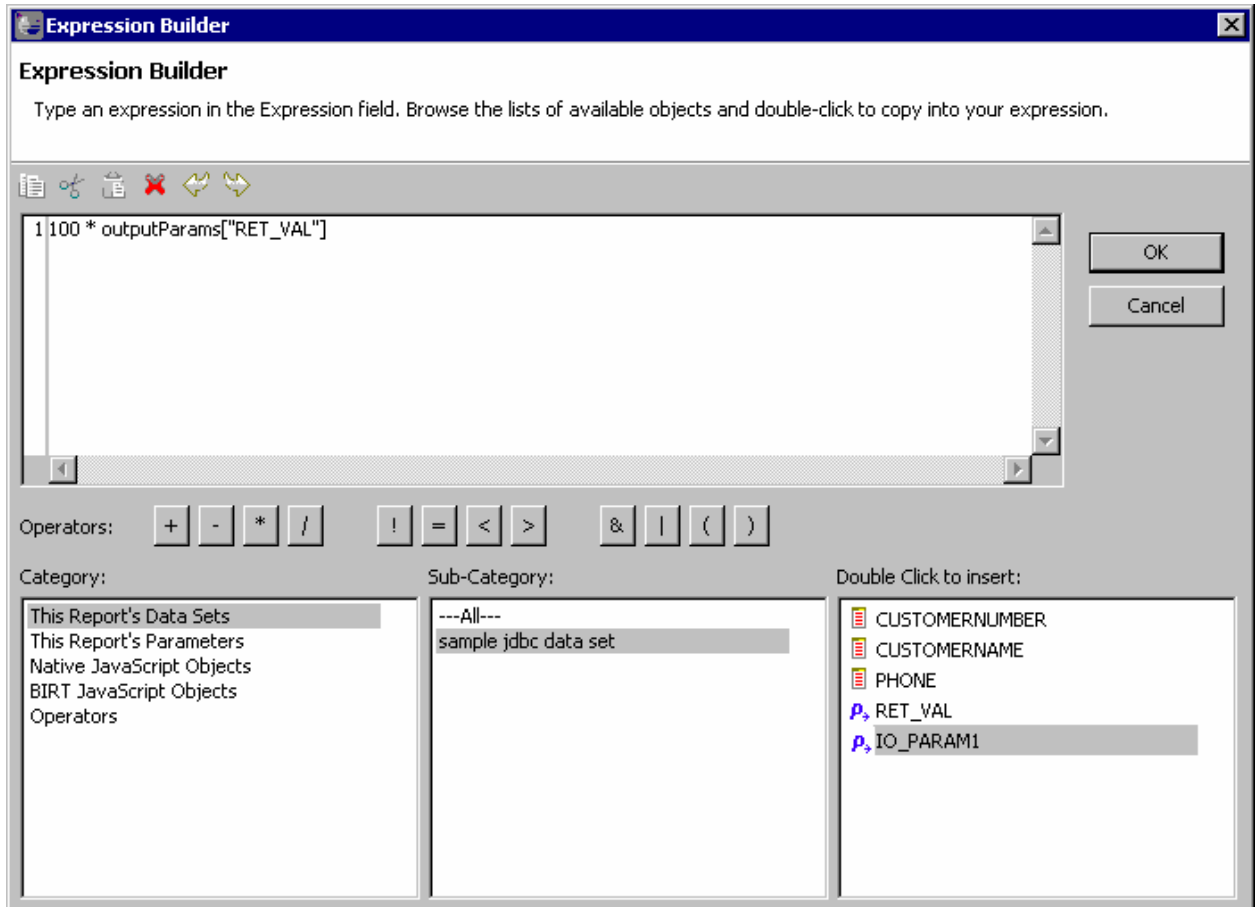 Expression Builder
Expression Builder
Type an expression in the Expression field. Browse the lists of available objects and double-click to copy into your expression.
1 100 * outputParams["RET_VAL"]
OK
Cancel
Operators: + - * / ! = < > & | ( )
Category: Sub-Category: Double Click to insert:
This Report's Data Sets
This Report's Parameters
Native JavaScript Objects
BIRT JavaScript Objects
Operators
---All---
sample jdbc data set
CUSTOMERNUMBER
CUSTOMERNAME
PHONE
RET_VAL
IO_PARAM1